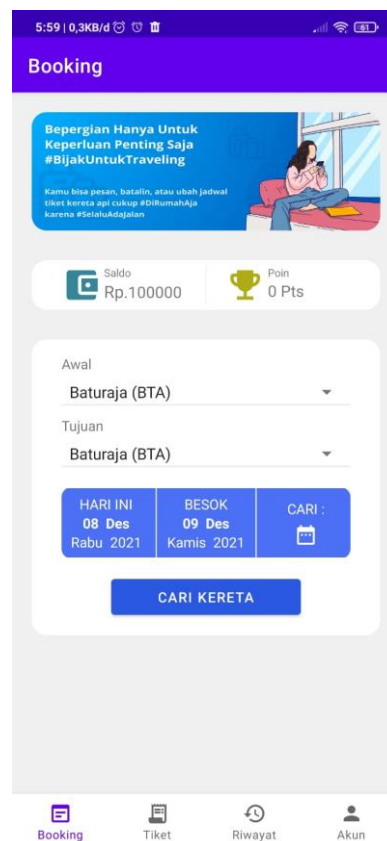 5:59 | 0,3KB/d
61
Booking
Bepergian Hanya Untuk
Keperluan Penting Saja
#BijakUntukTraveling
Kamu bisa pesan, batalin, atau ubah jadwal
tiket kereta api cukup #DiRumahAja
karena #SelaluAdaJalan
Saldo
Rp.100000
Poin
0 Pts
Awal
Baturaja (BTA)
Tujuan
Baturaja (BTA)
HARI INI
08 Des
Rabu 2021
BESOK
09 Des
Kamis 2021
CARI :
CARI KERETA
Booking
Tiket
Riwayat
Akun